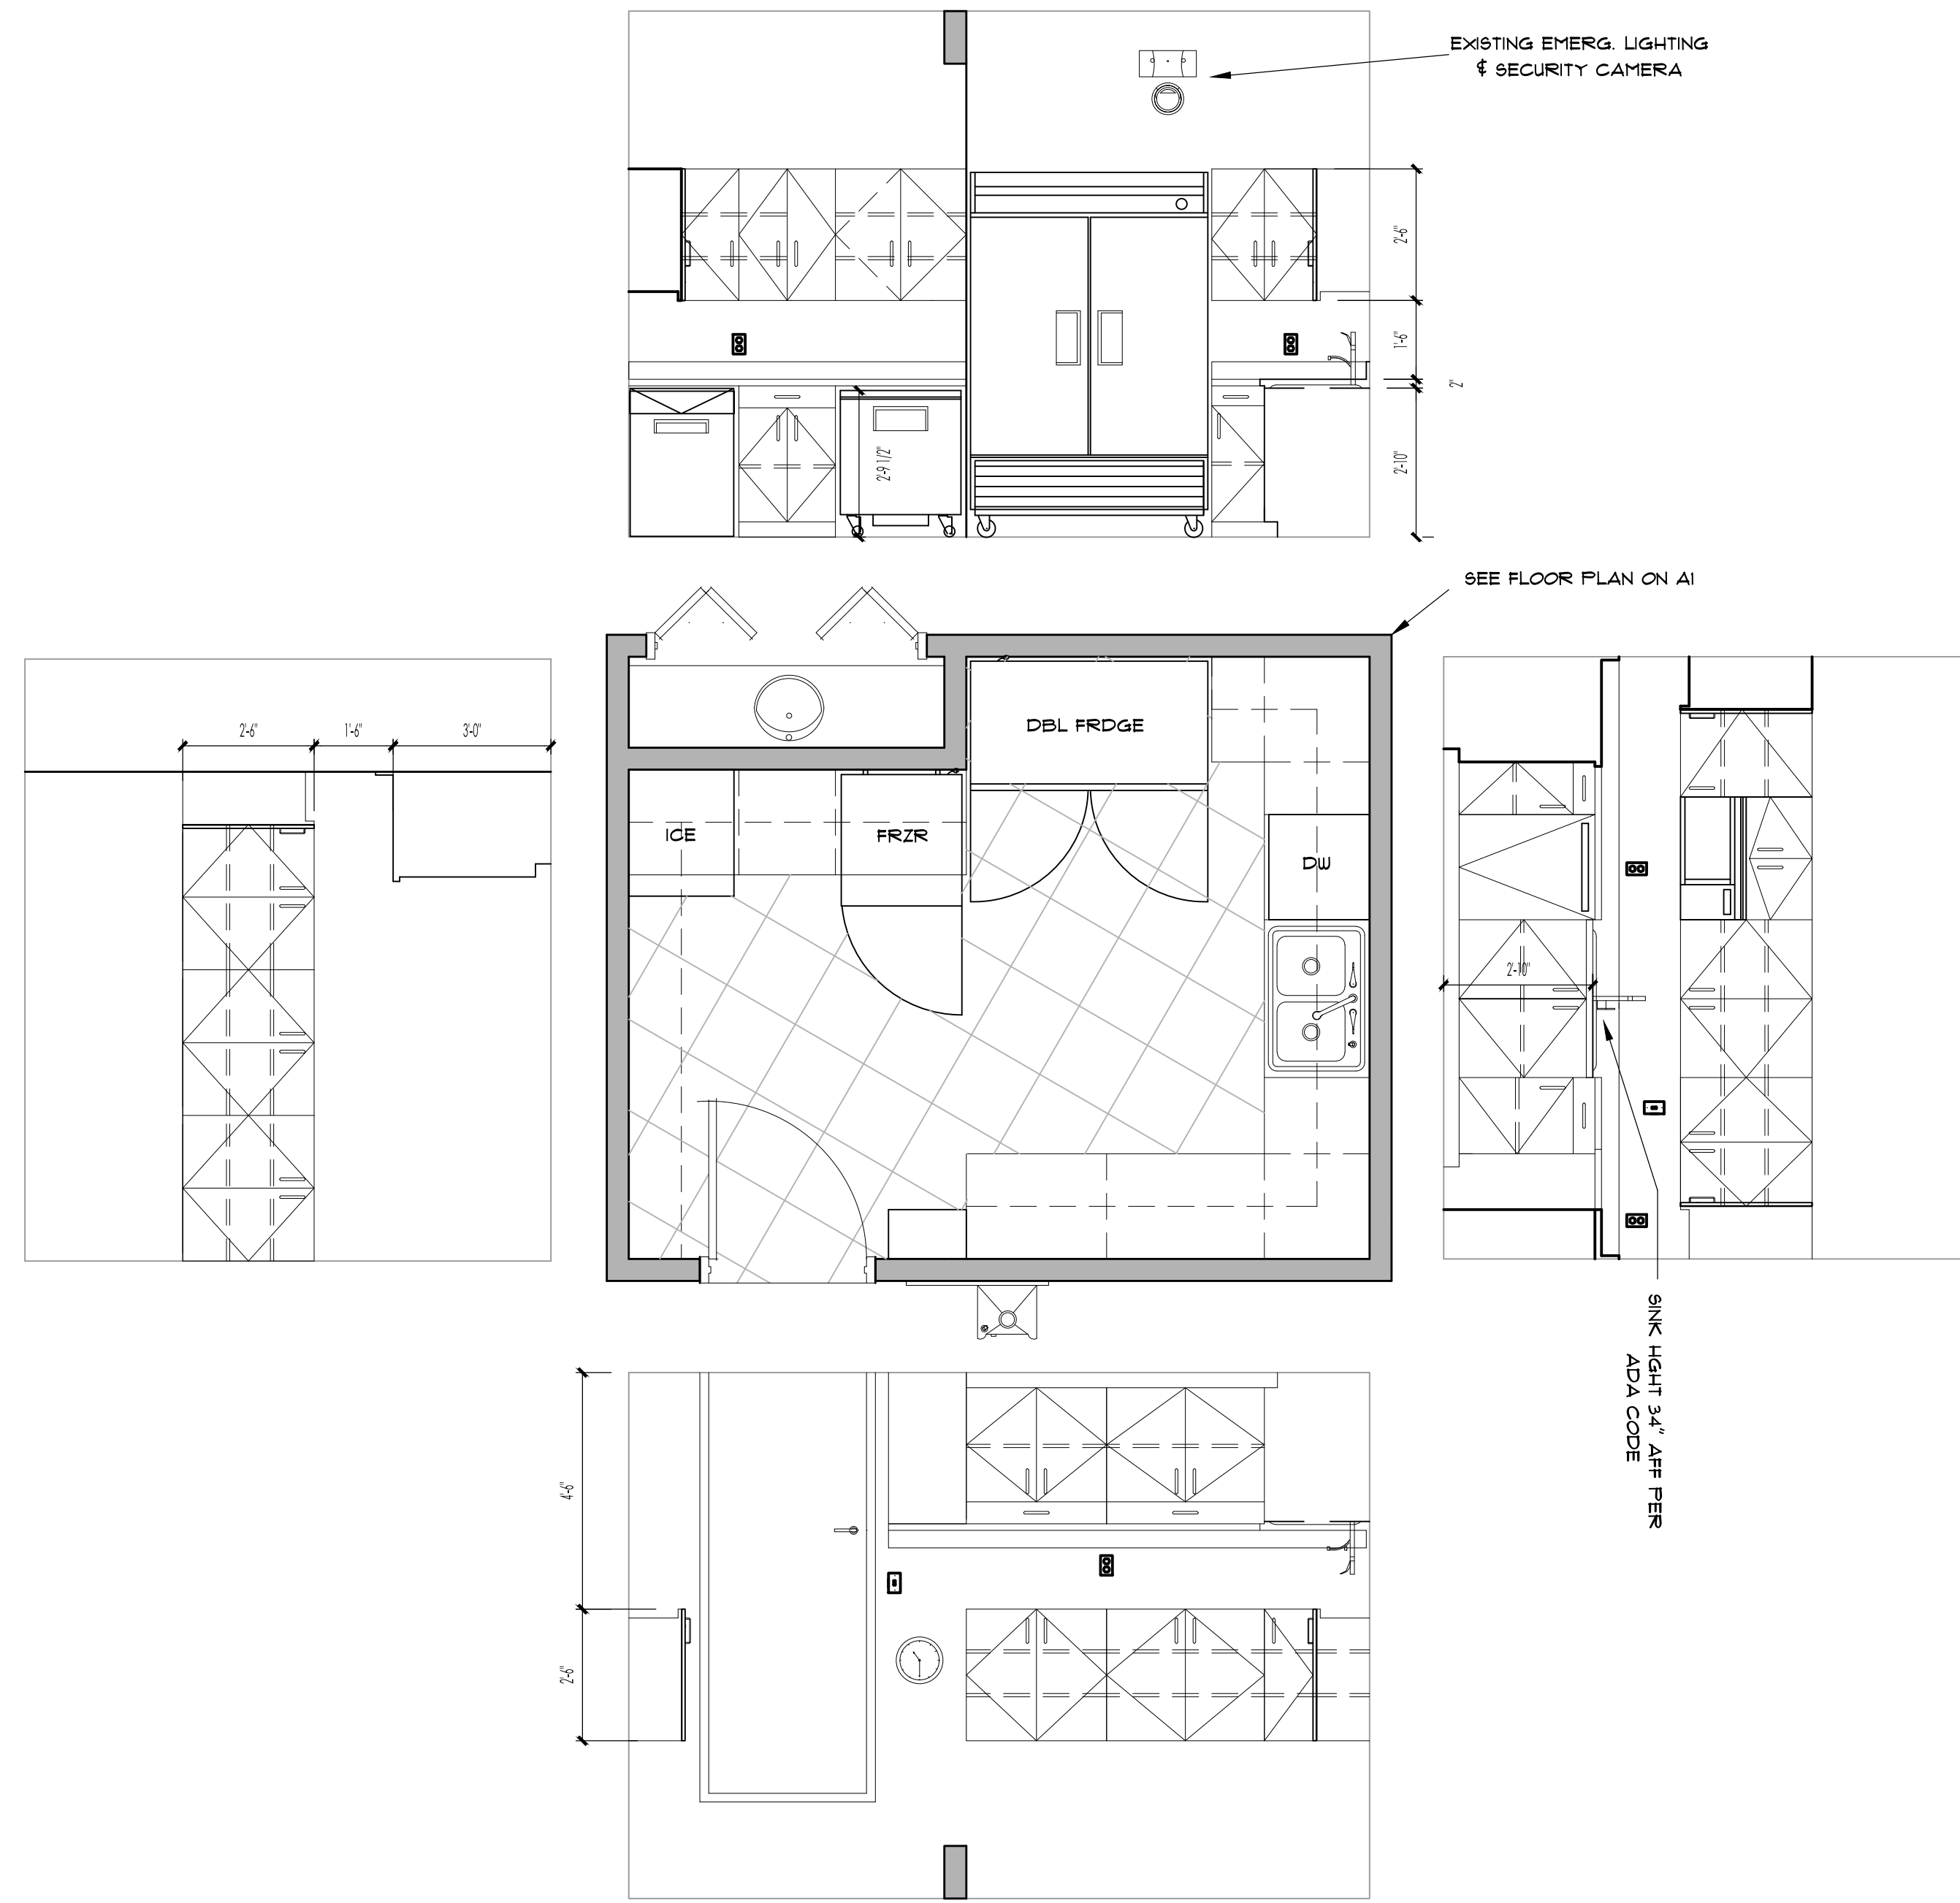 EXISTING EMERG. LIGHTING
& SECURITY CAMERA
2'-6"
1'-6"
2"
2'-10"
2'-9 1/2"
SEE FLOOR PLAN ON A1
2'-6"
1'-6"
3'-0"
DBL FRDGE
ICE
FRZR
DW
2'-10"
SINK HGHT 34" AFF PER
ADA CODE
4'-6"
2'-6"